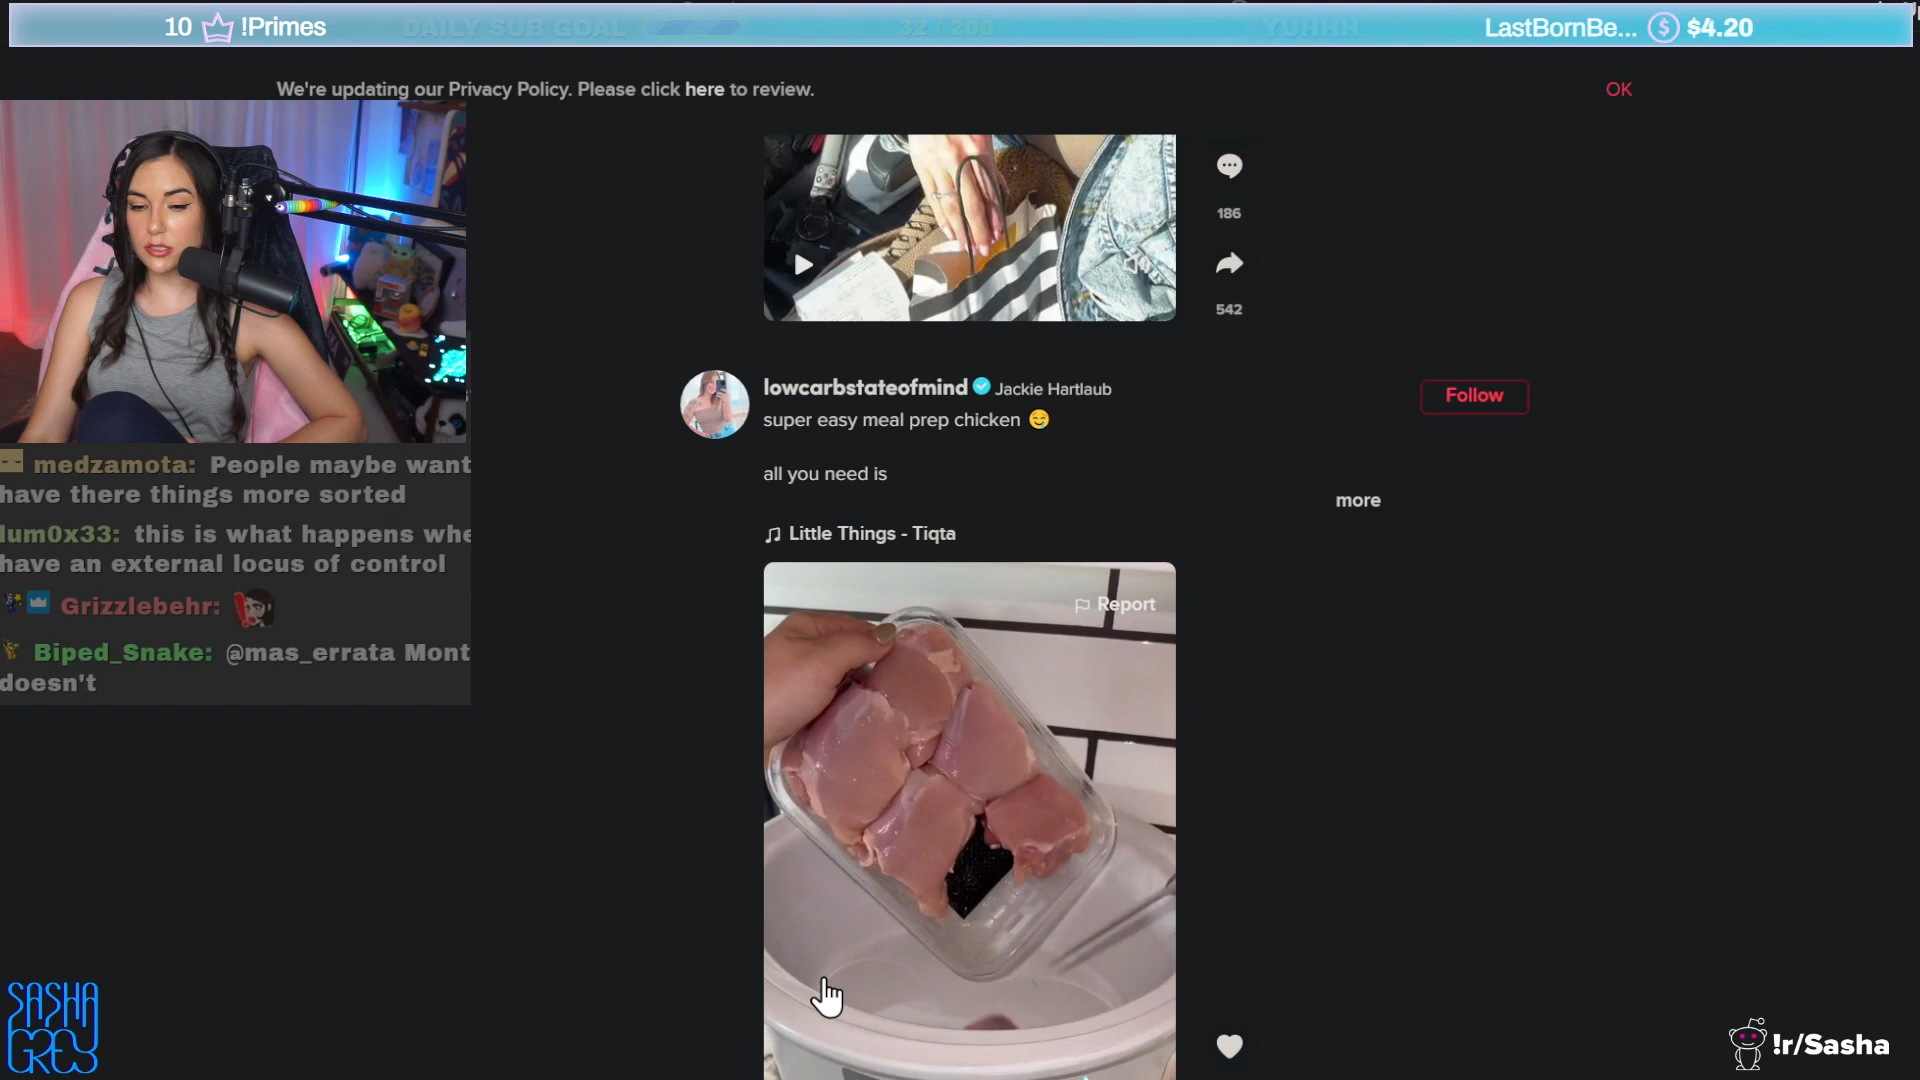 10 !Primes
DAILY SUB GOAL
32 / 200
YUHHH
LastBornBe... $ $4.20
We're updating our Privacy Policy. Please click here to review.
OK
186
542
lowcarbstateofmind Jackie Hartlaub
super easy meal prep chicken
Follow
all you need is
more
Little Things - Tiqta
Report
medzamota: People maybe want
have there things more sorted
lum0x33: this is what happens whe
have an external locus of control
Grizzlebehr:
Biped_Snake: @mas_errata Mont
doesn't
SASHA
GREY
!r/Sasha